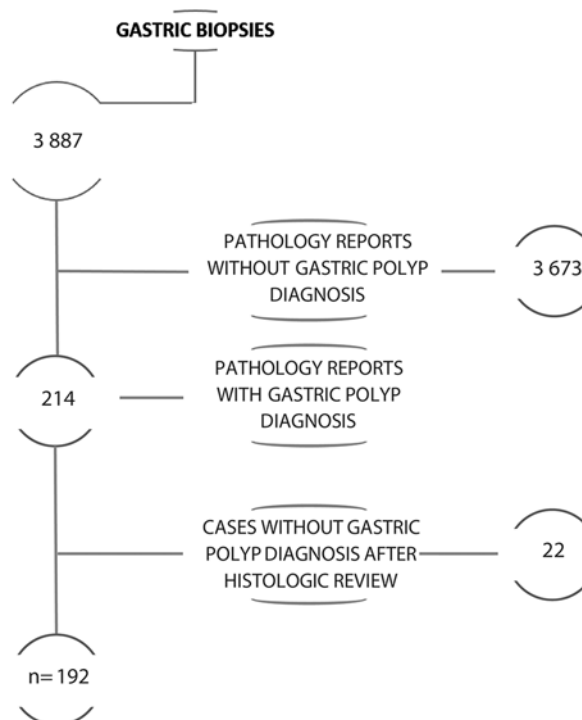 GASTRIC BIOPSIES
3 887
PATHOLOGY REPORTS
WITHOUT GASTRIC POLYP
DIAGNOSIS
3 673
214
PATHOLOGY REPORTS
WITH GASTRIC POLYP
DIAGNOSIS
CASES WITHOUT GASTRIC
POLYP DIAGNOSIS AFTER
HISTOLOGIC REVIEW
22
n= 192